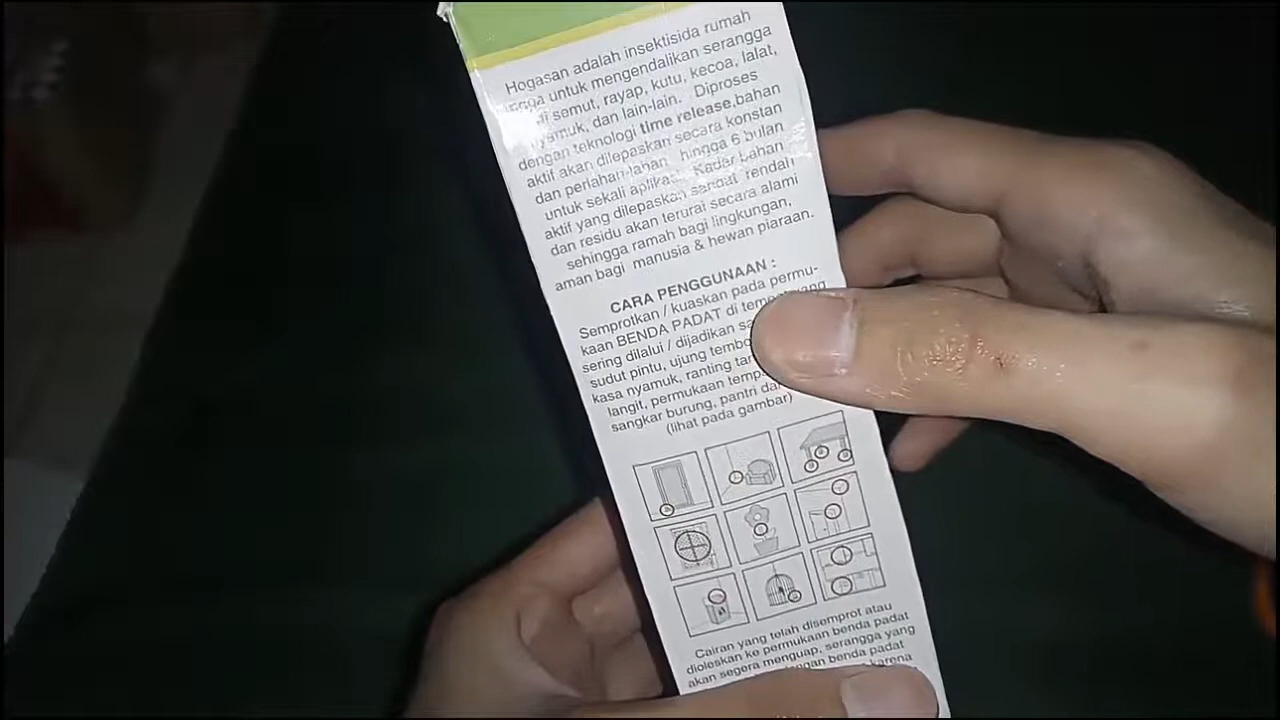 Hogasan adalah insektisida rumah
untuk mengendalikan serangga
semut, rayap, kutu, kecoa, lalat,
dan lain-lain. Diproses
dengan teknologi time release,bahan
aktif akan dilepaskan secara konstan
dan perlahan-lahan hingga 6 bulan
untuk sekali aplikasi. Kadar bahan
aktif yang dilepaskan sangat rendah
dan residu akan terurai secara alami
sehingga ramah bagi lingkungan,
aman bagi manusia & hewan piaraan.
CARA PENGGUNAAN :
Semprotkan / kuaskan pada permu-
kaan BENDA PADAT di tempat yang
sering dilalui / dijadikan
sudut pintu, ujung
kasa nyamuk, ranting
langit, permukaan
sangkar burung, pantri
(lihat pada gambar)
Cairan yang telah disemprot atau
dioleskan ke permukaan benda padat
akan segera menguap, serangga yang
dengan benda padat
karena